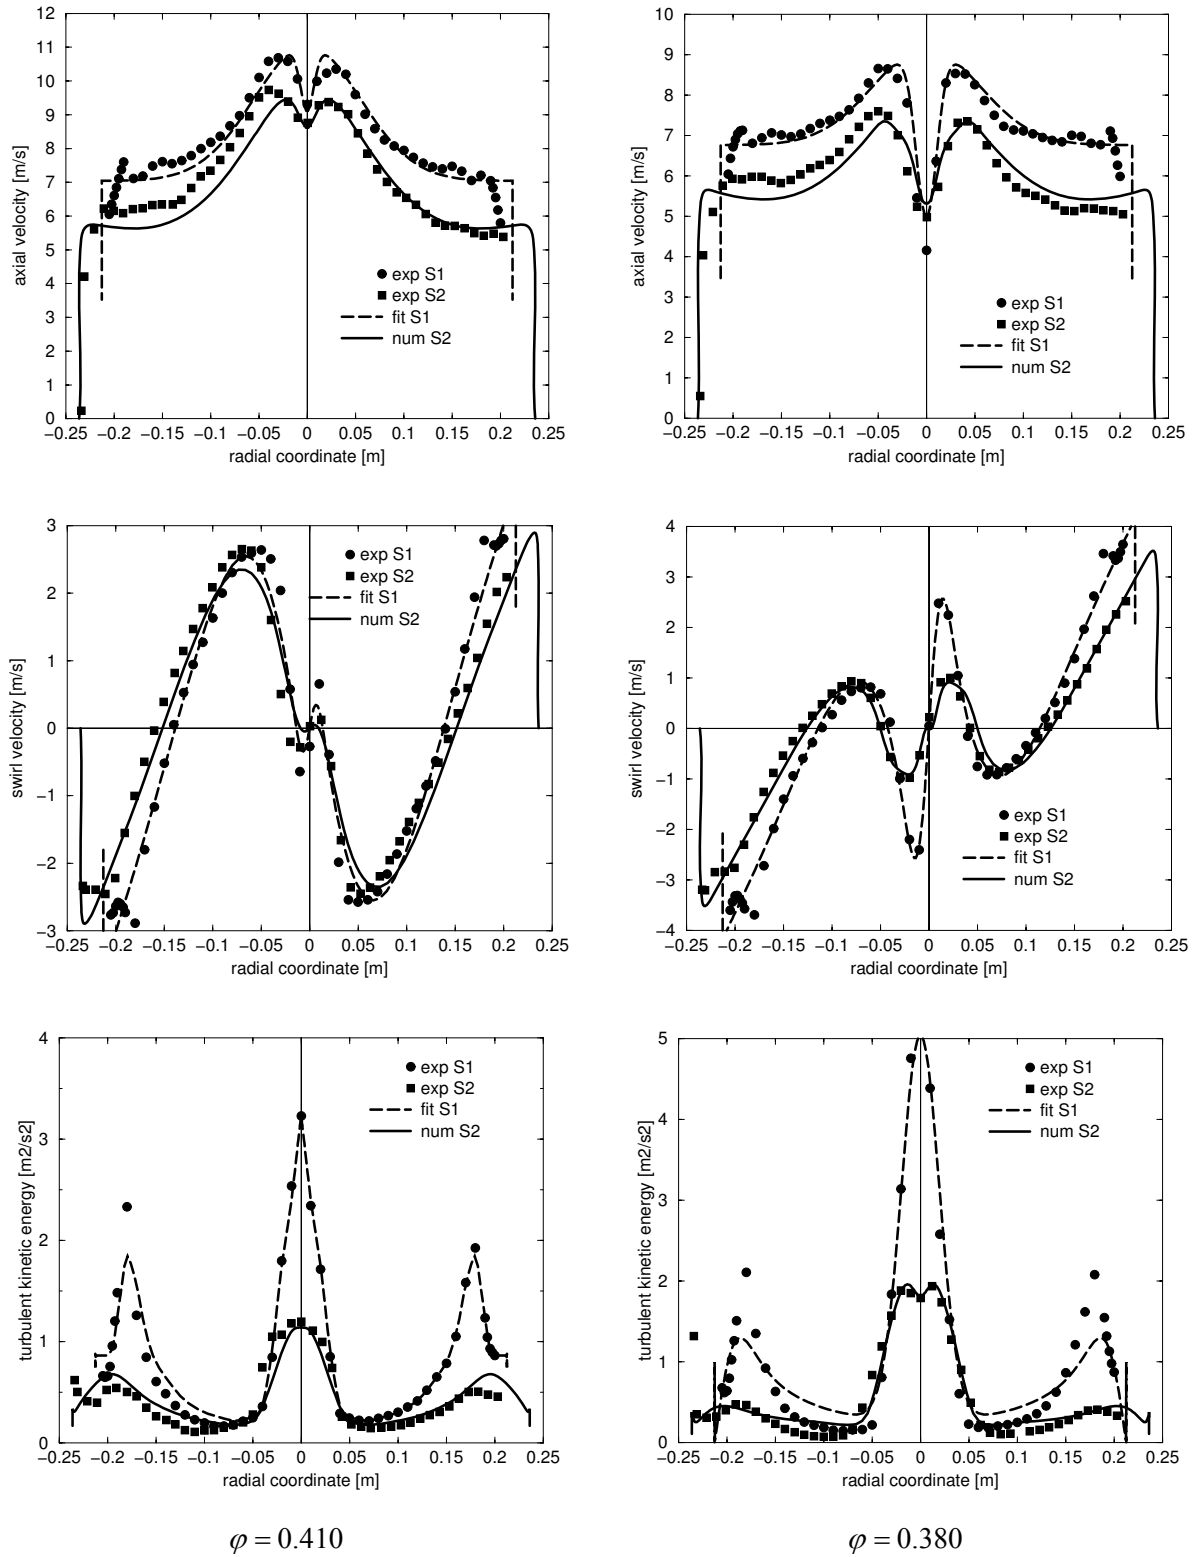 12
11
10
9
8
7
6
5
4
3
2
1
0
−0.25 −0.2 −0.15 −0.1 −0.05 0 0.05 0.1 0.15 0.2 0.25
axial velocity [m/s]
radial coordinate [m]
exp S1
exp S2
fit S1
num S2
10
9
8
7
6
5
4
3
2
1
0
−0.25 −0.2 −0.15 −0.1 −0.05 0 0.05 0.1 0.15 0.2 0.25
axial velocity [m/s]
radial coordinate [m]
exp S1
exp S2
fit S1
num S2
3
2
1
0
−1
−2
−3
−0.25 −0.2 −0.15 −0.1 −0.05 0 0.05 0.1 0.15 0.2 0.25
swirl velocity [m/s]
radial coordinate [m]
exp S1
exp S2
fit S1
num S2
4
3
2
1
0
−1
−2
−3
−4
−0.25 −0.2 −0.15 −0.1 −0.05 0 0.05 0.1 0.15 0.2 0.25
swirl velocity [m/s]
radial coordinate [m]
exp S1
exp S2
fit S1
num S2
4
3
2
1
0
−0.25 −0.2 −0.15 −0.1 −0.05 0 0.05 0.1 0.15 0.2 0.25
turbulent kinetic energy [m2/s2]
radial coordinate [m]
exp S1
exp S2
fit S1
num S2
5
4
3
2
1
0
−0.25 −0.2 −0.15 −0.1 −0.05 0 0.05 0.1 0.15 0.2 0.25
turbulent kinetic energy [m2/s2]
radial coordinate [m]
exp S1
exp S2
fit S1
num S2
φ = 0.410
φ = 0.380